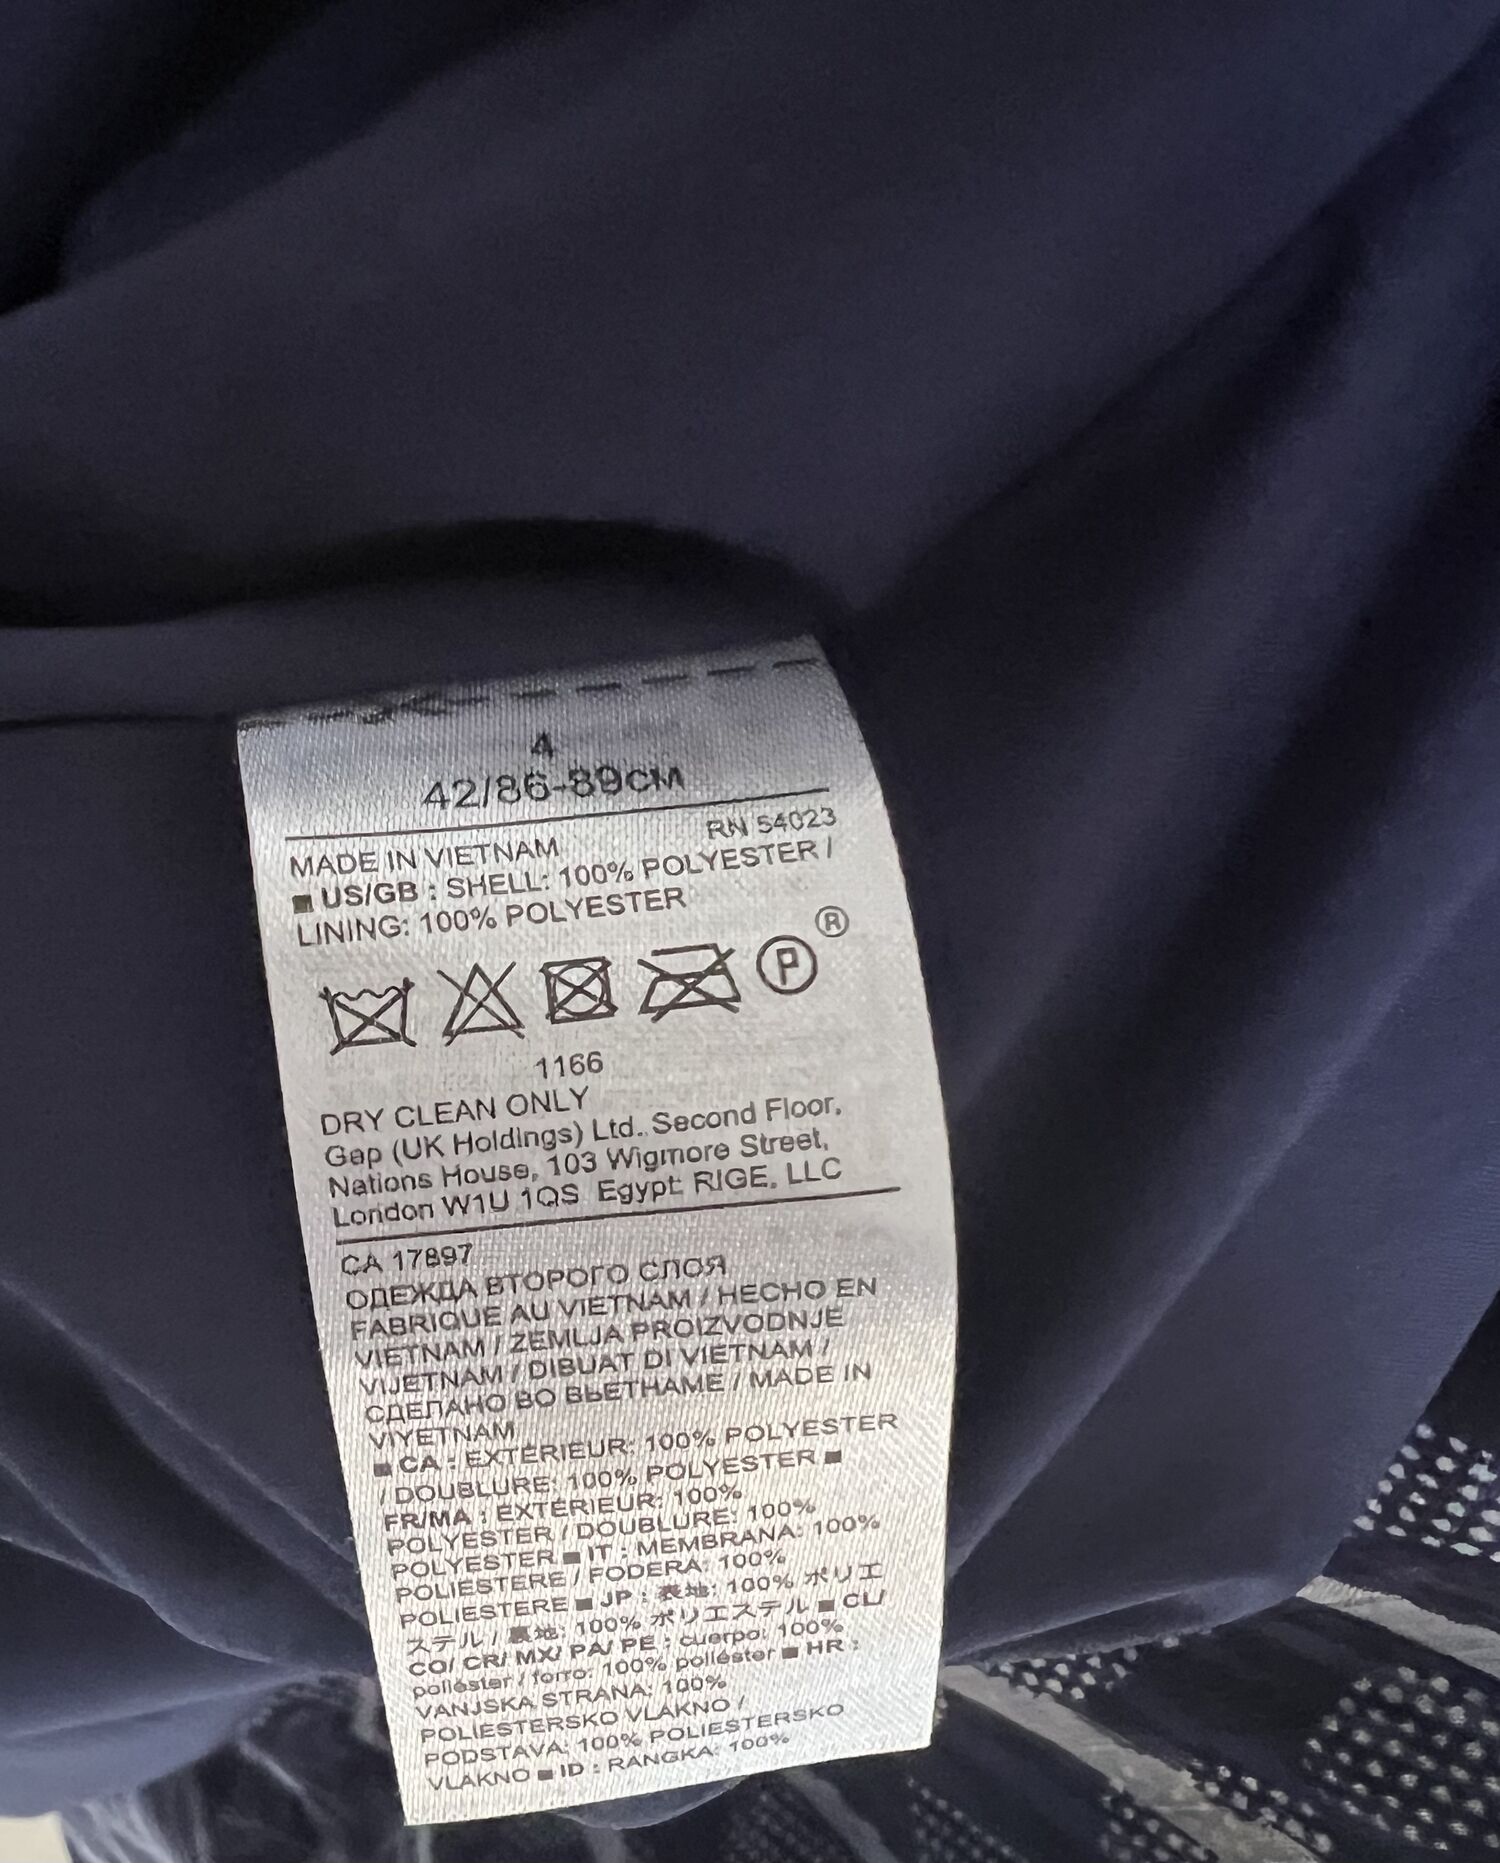 4
42/86-89CM
RN 54023
MADE IN VIETNAM
■ US/GB : SHELL: 100% POLYESTER /
LINING: 100% POLYESTER
P ®
1166
DRY CLEAN ONLY
Gap (UK Holdings) Ltd. Second Floor,
Nations House, 103 Wigmore Street,
London W1U 1QS Egypt: RIGE, LLC
CA 17897
ОДЕЖДА ВТОРОГО СЛОЯ
FABRIQUE AU VIETNAM / HECHO EN
VIETNAM / ZEMLJA PROIZVODNJE
VIJETNAM / DIBUAT DI VIETNAM /
СДЕЛАНО ВО ВЬЕТНАМЕ / MADE IN
VIYETNAM
■ CA : EXTÉRIEUR: 100% POLYESTER
/ DOUBLURE: 100% POLYESTER ■
FR/MA : EXTÉRIEUR: 100%
POLYESTER / DOUBLURE: 100%
POLYESTER ■ IT : MEMBRANA: 100%
POLIESTERE / FODERA: 100%
POLIESTERE ■ JP : 表地: 100% ポリエ
ステル / 裏地: 100% ポリエステル ■ CL/
CO/ CR/ MX/ PA/ PE : cuerpo: 100%
poliéster / forro: 100% poliéster ■ HR :
VANJSKA STRANA: 100%
POLIESTERSKO VLAKNO /
PODSTAVA: 100% POLIESTERSKO
VLAKNO ■ ID : RANGKA: 100%